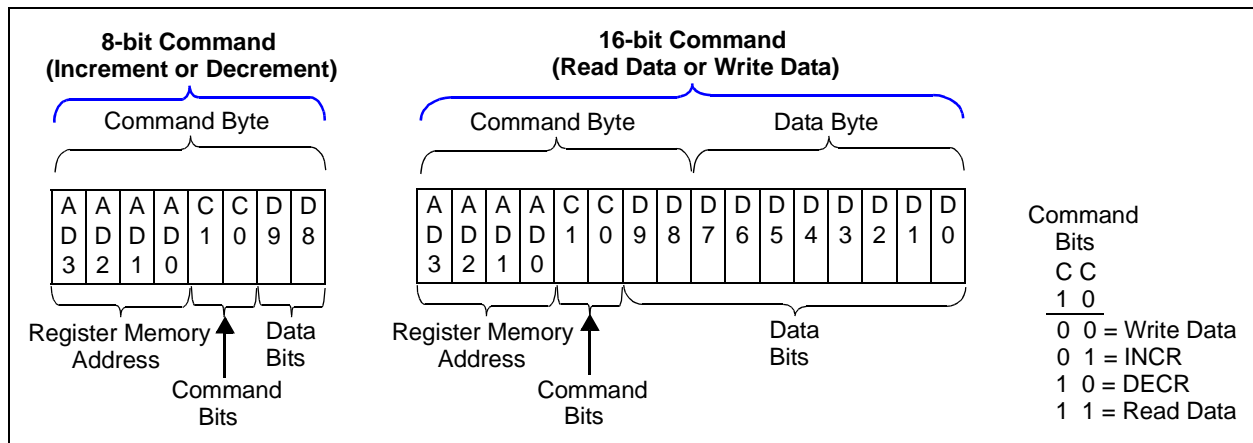 8-bit Command
(Increment or Decrement)
Command Byte
A A A A C C D D
D D D D 1 0 9 8
3 2 1 0
Register Memory
Address
Data
Bits
Command
Bits
16-bit Command
(Read Data or Write Data)
Command Byte Data Byte
A A A A C C D D D D D D D D D D
D D D D 1 0 9 8 7 6 5 4 3 2 1 0
3 2 1 0
Register Memory
Address
Data
Bits
Command
Bits
Command
Bits
C C
1 0
0 0 = Write Data
0 1 = INCR
1 0 = DECR
1 1 = Read Data